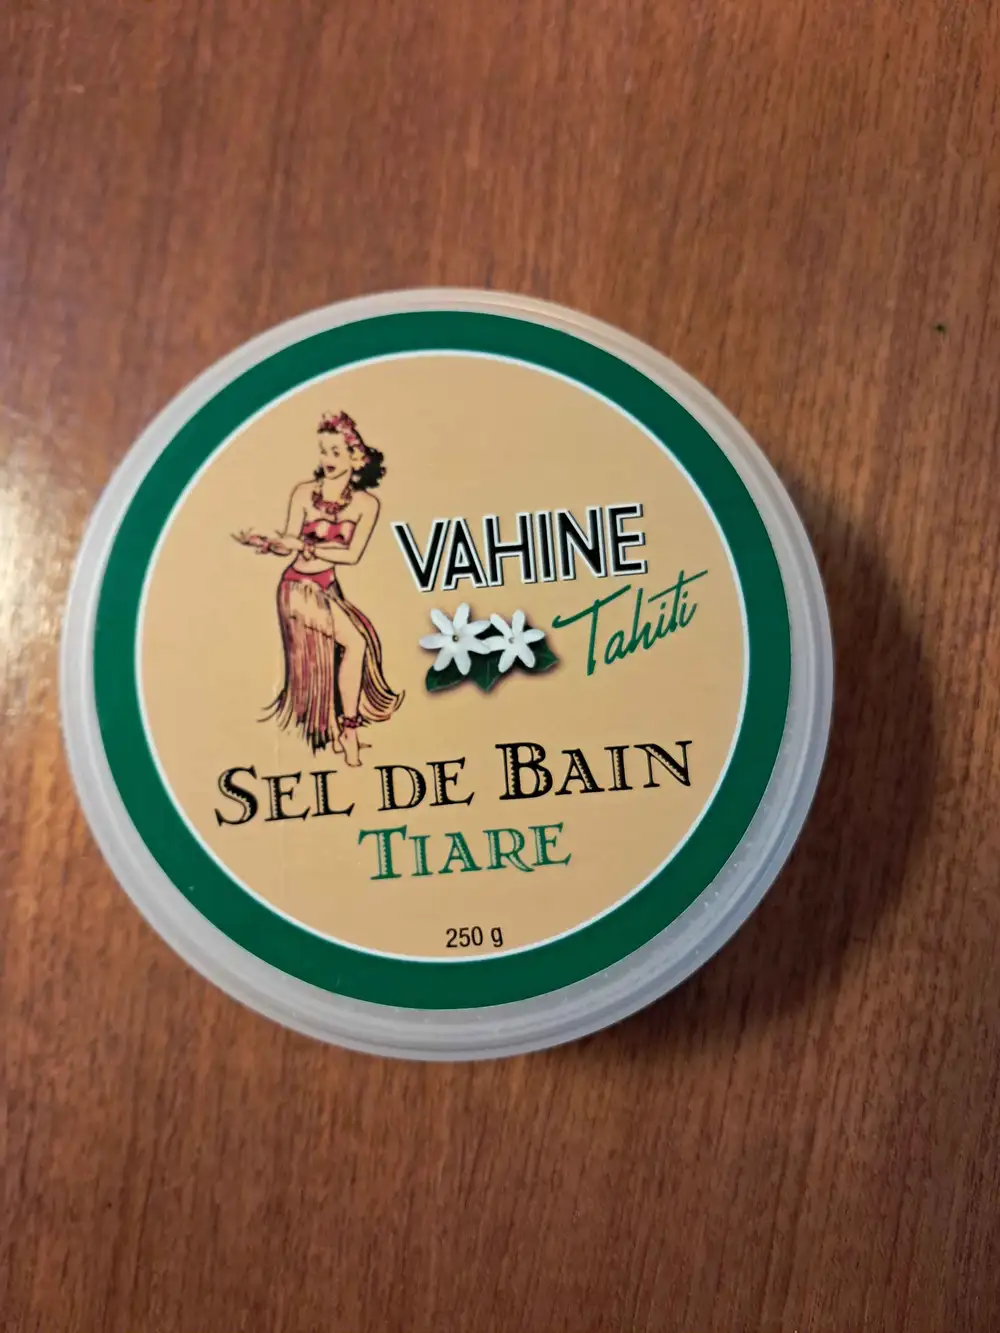 VAHINE
Tahiti
SEL DE BAIN
TIARE
250 g